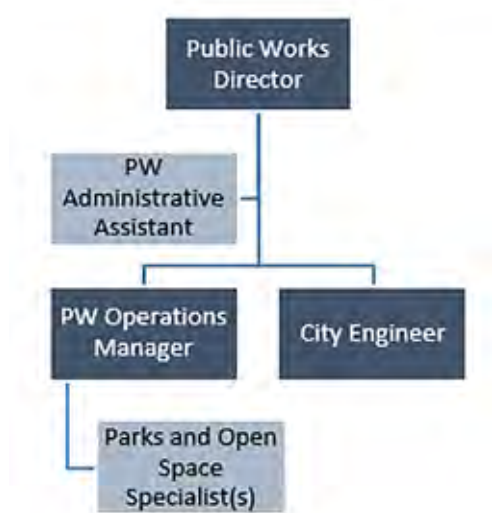 Public Works
Director
PW
Administrative
Assistant
PW Operations
Manager
City Engineer
Parks and Open
Space
Specialist(s)